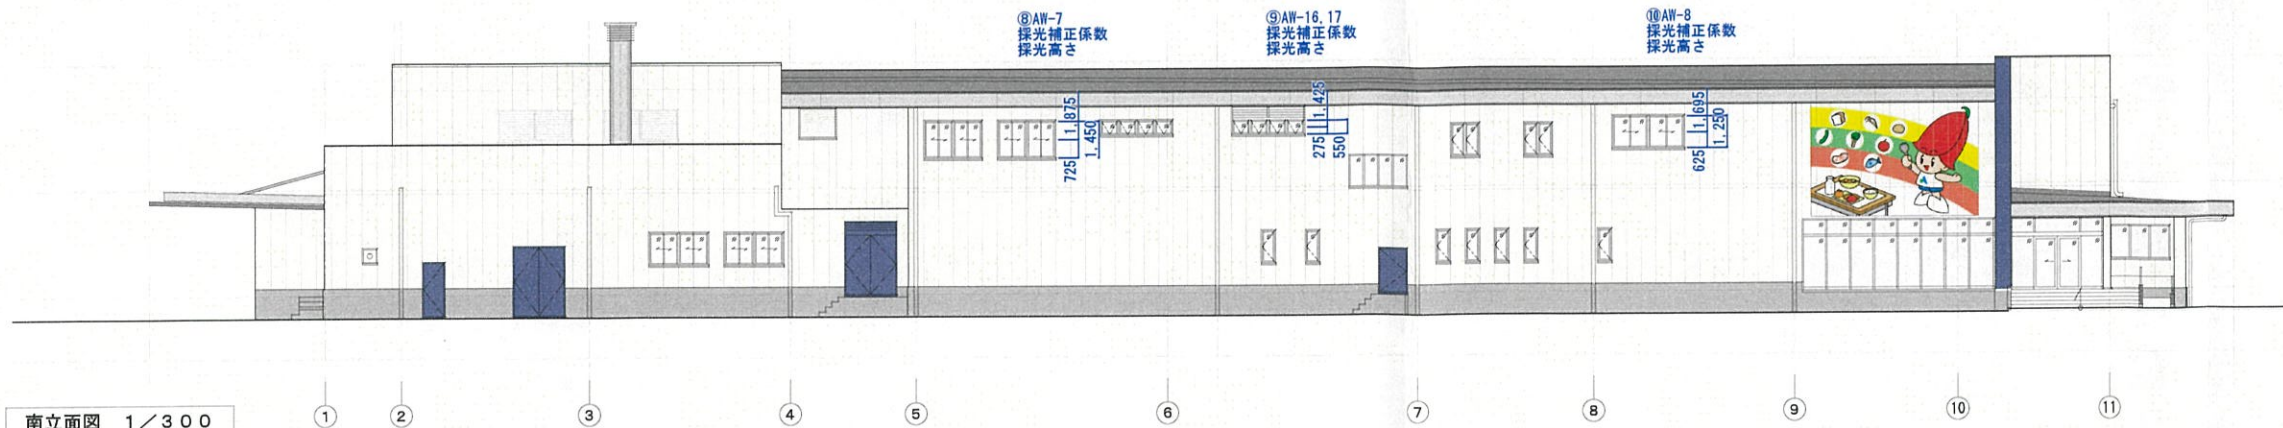 ⑧AW-7
採光補正係数
採光高さ
⑨AW-16,17
採光補正係数
採光高さ
⑩AW-8
採光補正係数
採光高さ
1,875
1,450
725
1,425
275
550
1,695
1,250
625
A
① ② ③ ④ ⑤ ⑥ ⑦ ⑧ ⑨ ⑩ ⑪
南立面図 1/300